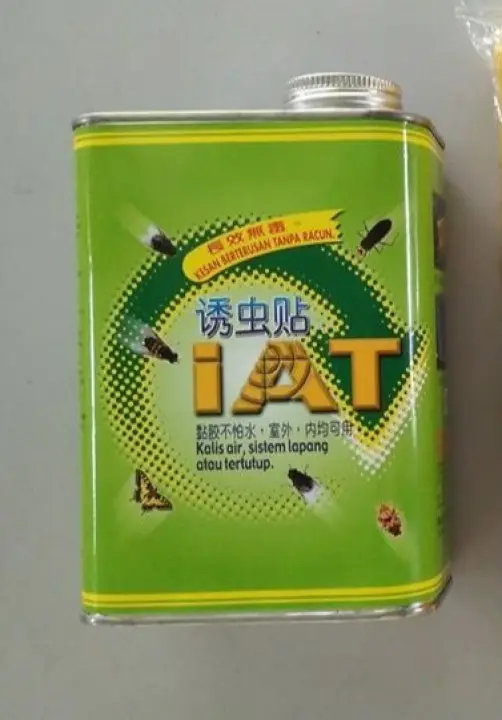 長效無毒
KESAN BERTERUSAN TANPA RACUN.
诱虫贴
iAT
黏胶不怕水，室外，内均可用
Kalis air, sistem lapang
atau tertutup.